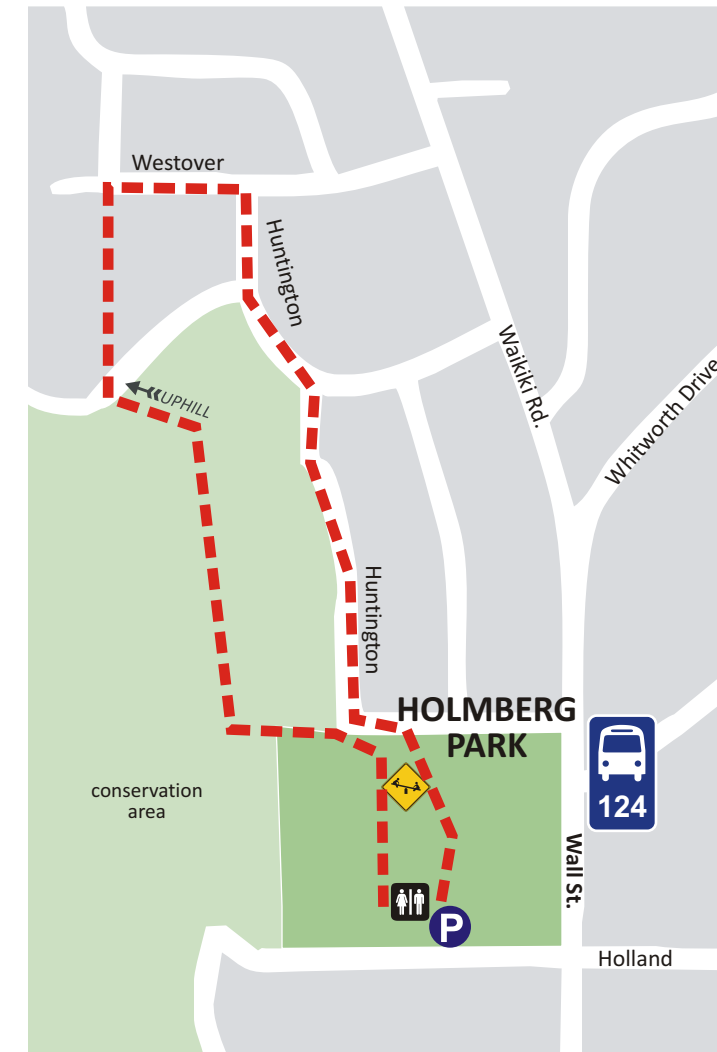 Westover
Huntington
Waikiki Rd.
UPHILL
Whitworth Drive
Huntington
HOLMBERG
PARK
124
conservation
area
Wall St.
P
Holland